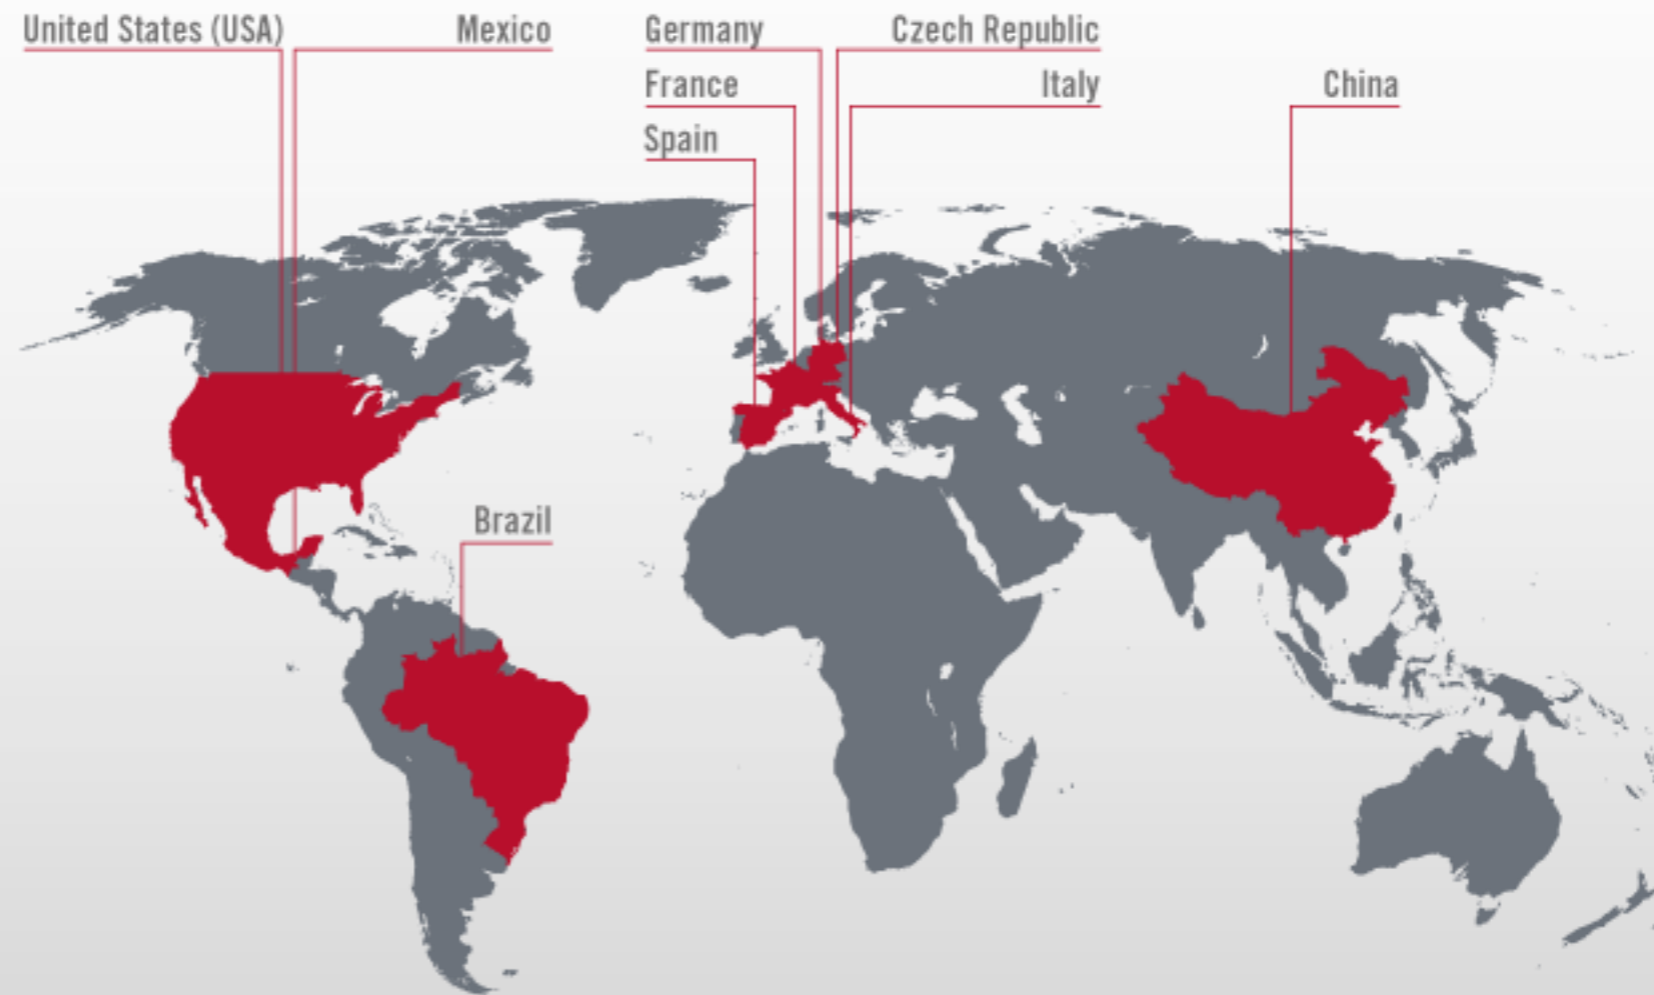 United States (USA)
Mexico
Germany
Czech Republic
France
Italy
China
Spain
Brazil